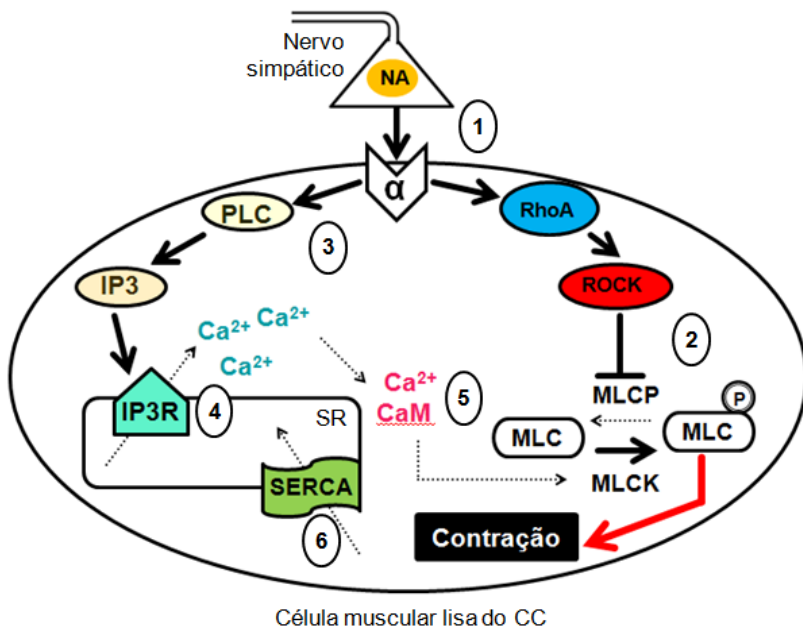 Nervo
simpático
NA
1
α
PLC
RhoA
3
IP3
ROCK
Ca²⁺ Ca²⁺
Ca²⁺
2
IP3R
4
SR
Ca²⁺
CaM
5
MLCP
P
MLC
MLC
MLCK
SERCA
6
Contração
Célula muscular lisa do CC